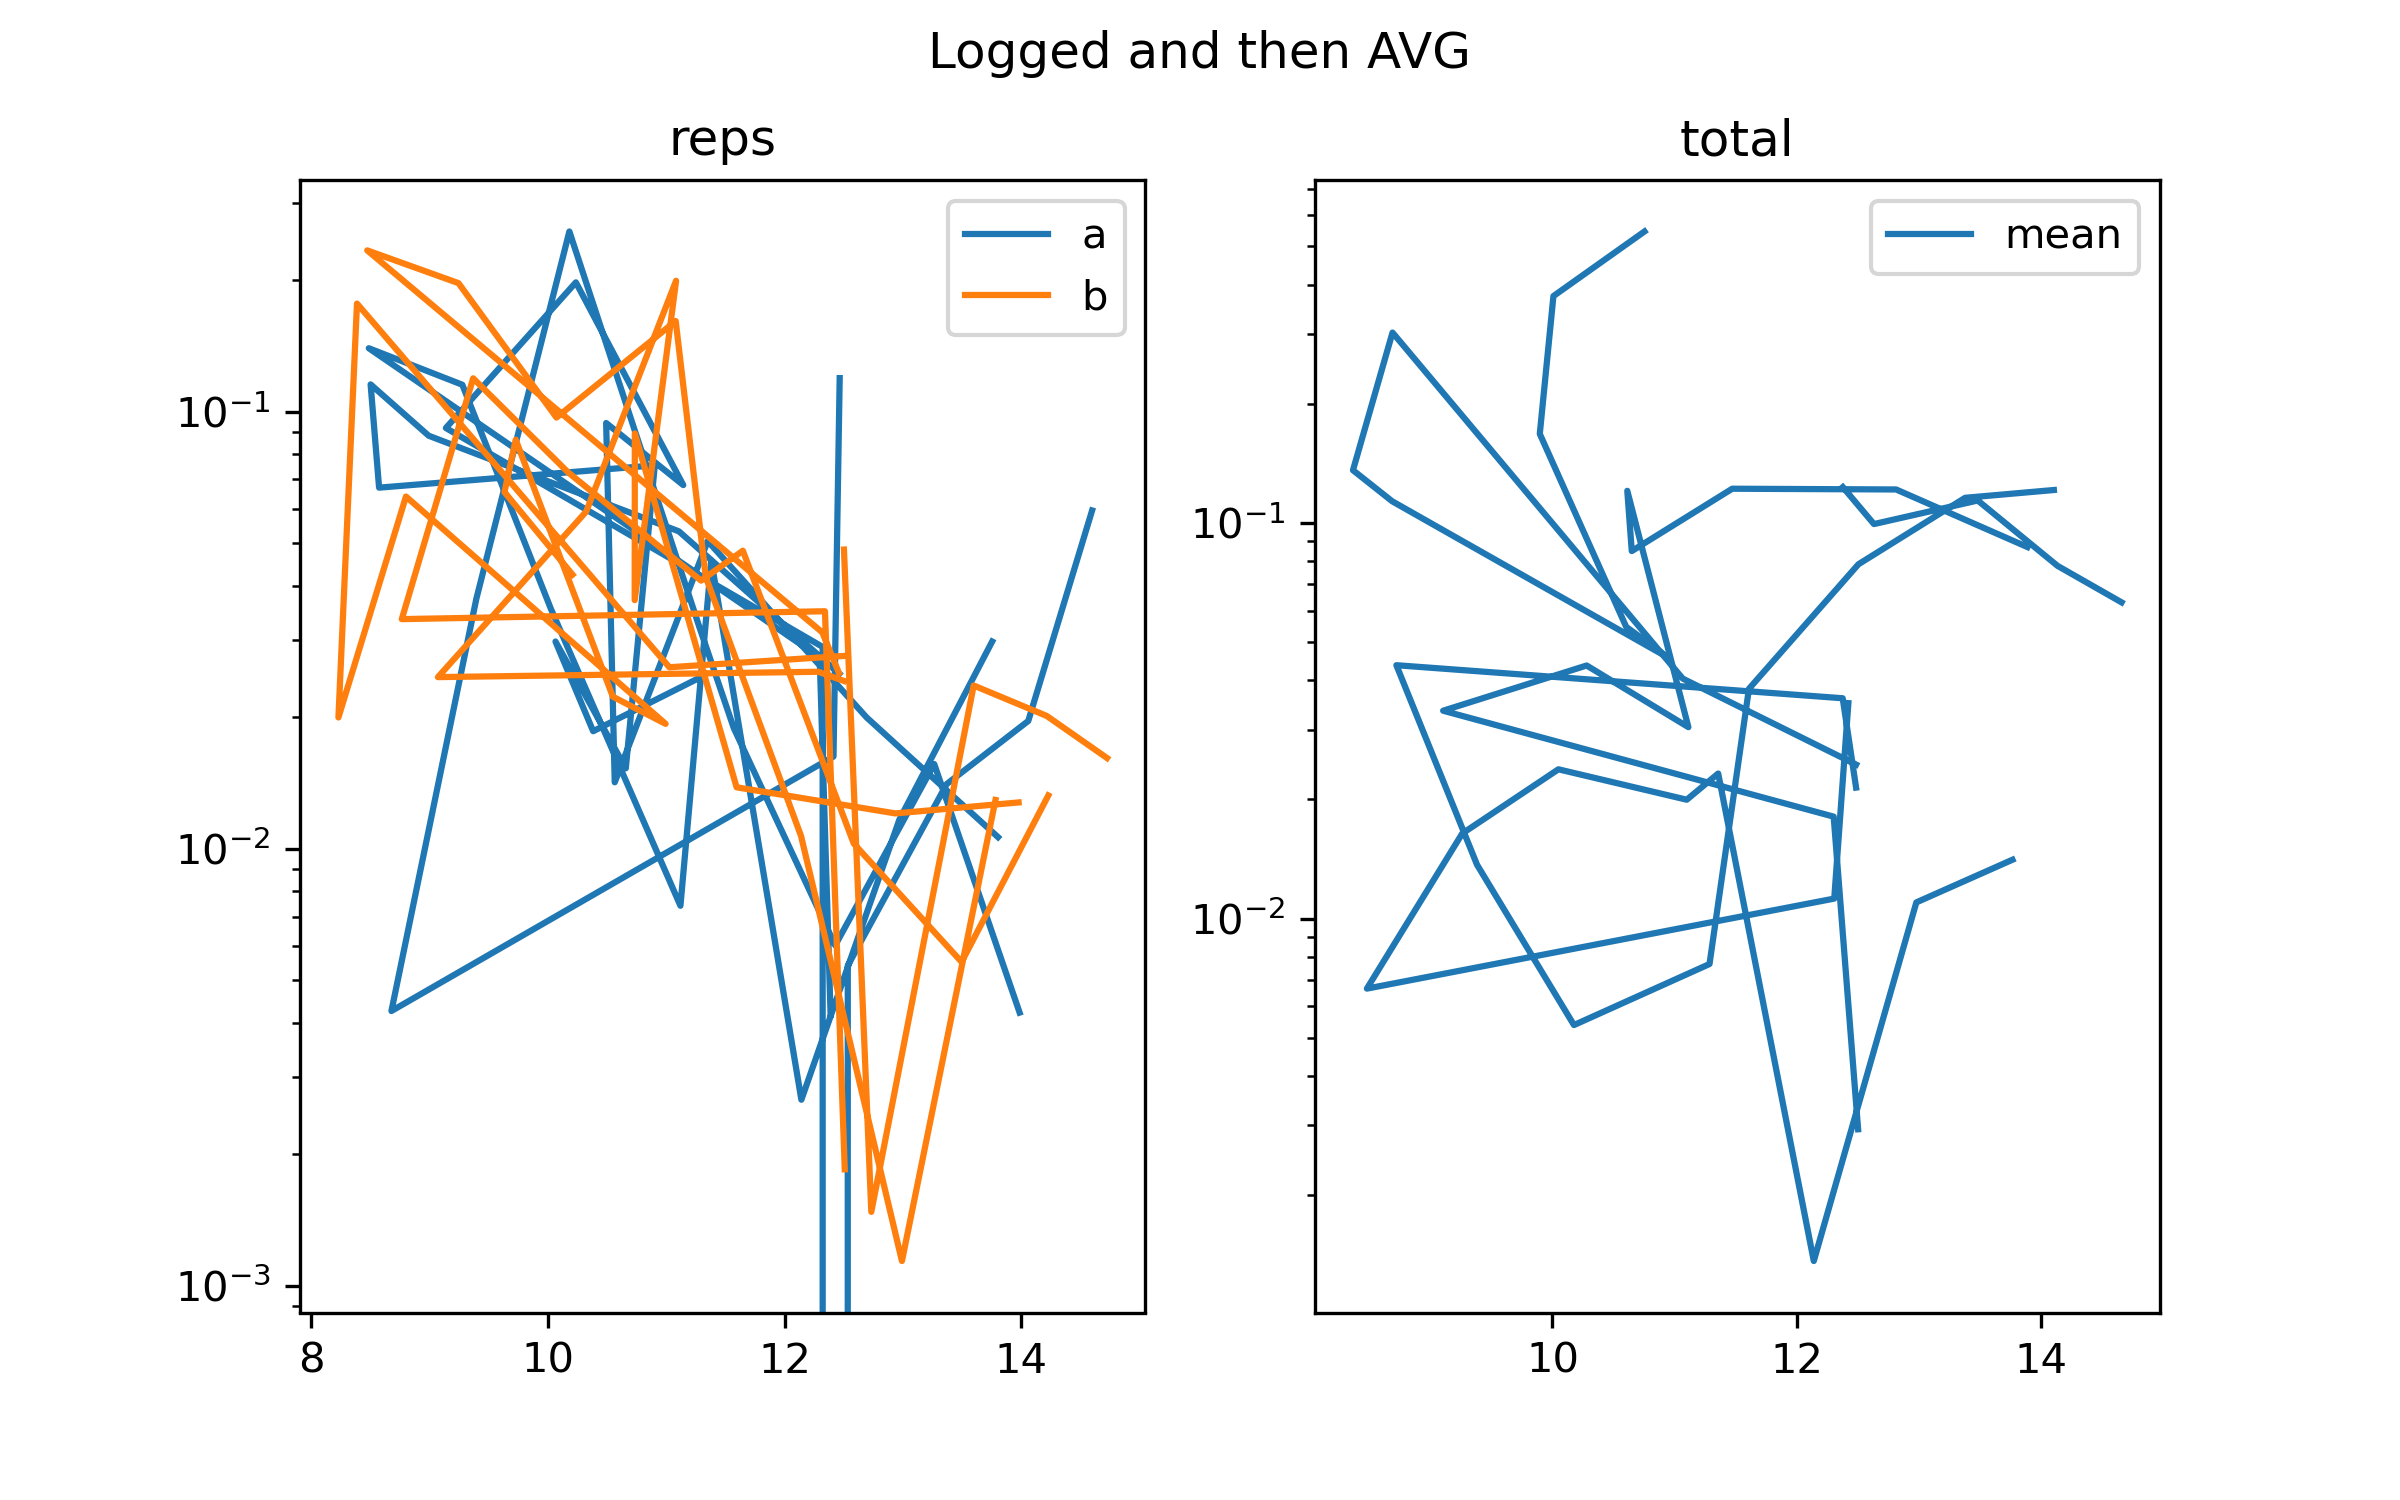 Logged and then AVG
reps
a
b
10⁻¹
10⁻²
10⁻³
8 10 12 14
total
mean
10⁻¹
10⁻²
10 12 14